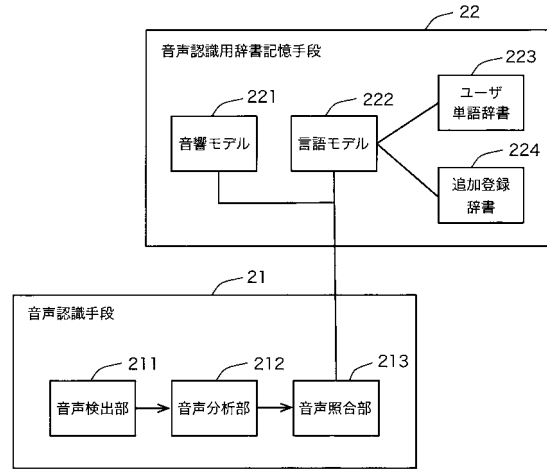 22
音声認識用辞書記憶手段
223
ユーザ
単語辞書
221
音響モデル
222
言語モデル
224
追加登録
辞書
21
音声認識手段
211
音声検出部
212
音声分析部
213
音声照合部